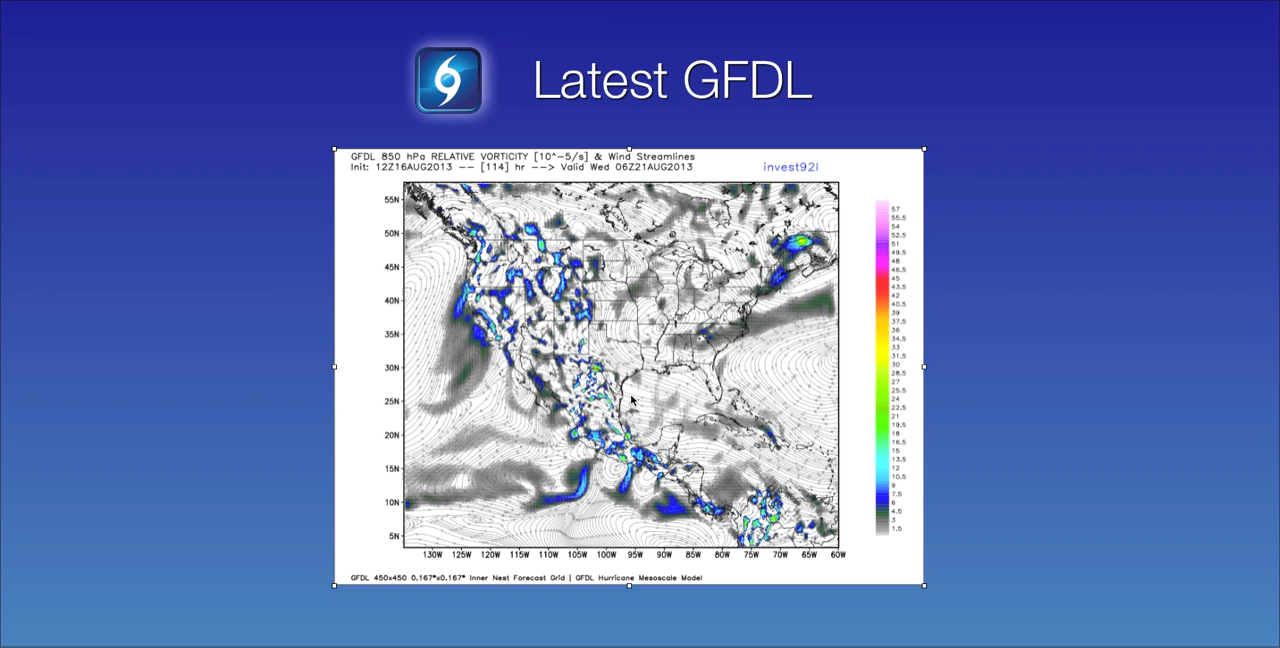 Latest GFDL
GFDL 850 hPa RELATIVE VORTICITY [10^-5/s] & Wind Streamlines
Init: 12Z16AUG2013 -- [114] hr --> Valid Wed 06Z21AUG2013
invest92l
55N
50N
45N
40N
35N
30N
25N
20N
15N
10N
5N
130W 125W 120W 115W 110W 105W 100W 95W 90W 85W 80W 75W 70W 65W 60W
57
55.5
54
52.5
51
49.5
48
46.5
45
43.5
42
40.5
39
37.5
36
34.5
33
31.5
30
28.5
27
25.5
24
22.5
21
19.5
18
16.5
15
13.5
12
10.5
9
7.5
6
4.5
3
1.5
GFDL 450x450 0.167°x0.167° Inner Nest Forecast Grid | GFDL Hurricane Mesoscale Model